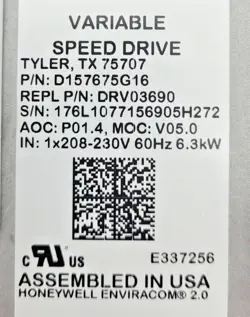 VARIABLE
SPEED DRIVE
TYLER, TX 75707
P/N: D157675G16
REPL P/N: DRV03690
S/N: 176L1077156905H272
AOC: P01.4, MOC: V05.0
IN: 1x208-230V 60Hz 6.3kW
c RU US E337256
ASSEMBLED IN USA
HONEYWELL ENVIRACOM® 2.0